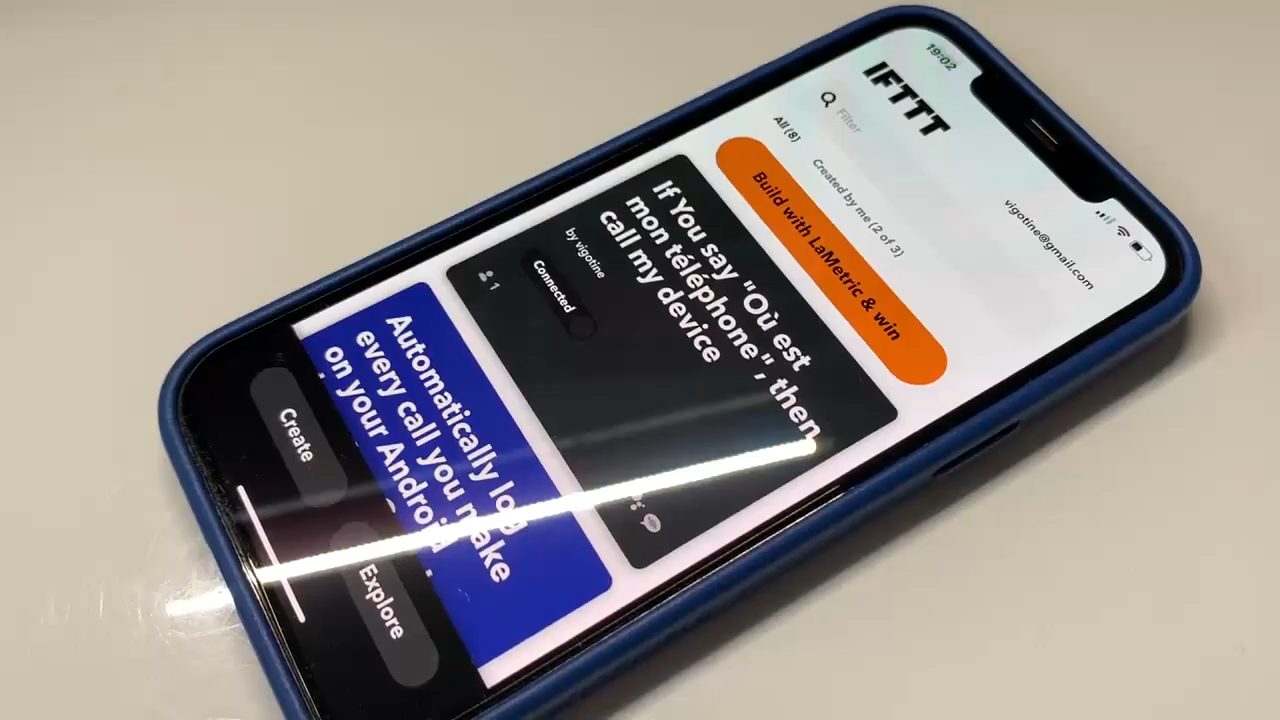 19:02
IFTTT
vigotine@gmail.com
Filter
All (8)
Created by me (2 of 3)
Build with LaMetric & win
If You say "Où est
mon téléphone", then
call my device
by vigotine
Connected
1
Automatically log
every call you make
on your Android
Create
Explore